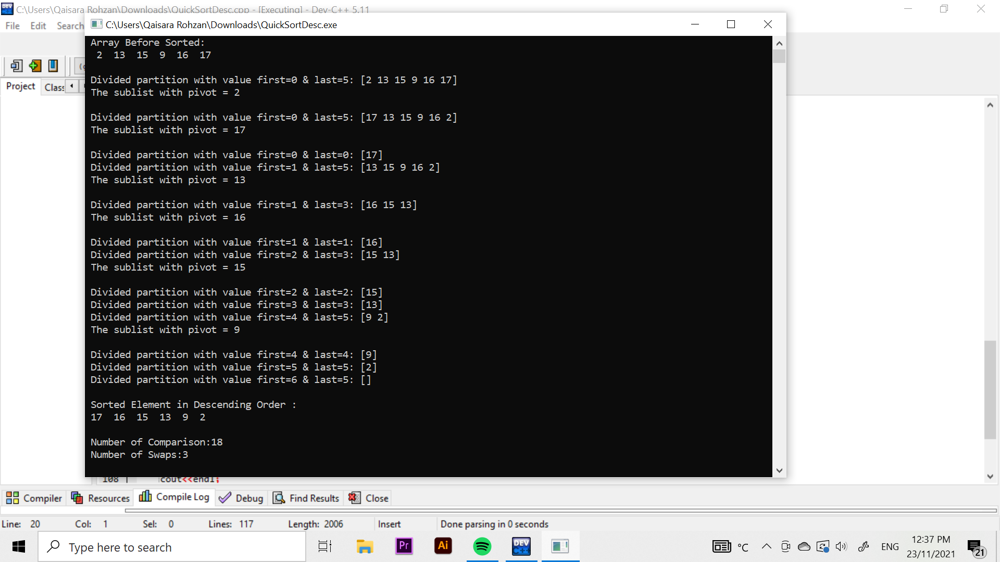 C:\Users\Qaisara Rohzan\Downloads\QuickSortDesc.cpp - [Executing] - Dev-C++ 5.11
File Edit Search
C:\Users\Qaisara Rohzan\Downloads\QuickSortDesc.exe
Project Class
Array Before Sorted:
2 13 15 9 16 17
Divided partition with value first=0 & last=5: [2 13 15 9 16 17]
The sublist with pivot = 2
Divided partition with value first=0 & last=5: [17 13 15 9 16 2]
The sublist with pivot = 17
Divided partition with value first=0 & last=0: [17]
Divided partition with value first=1 & last=5: [13 15 9 16 2]
The sublist with pivot = 13
Divided partition with value first=1 & last=3: [16 15 13]
The sublist with pivot = 16
Divided partition with value first=1 & last=1: [16]
Divided partition with value first=2 & last=3: [15 13]
The sublist with pivot = 15
Divided partition with value first=2 & last=2: [15]
Divided partition with value first=3 & last=3: [13]
Divided partition with value first=4 & last=5: [9 2]
The sublist with pivot = 9
Divided partition with value first=4 & last=4: [9]
Divided partition with value first=5 & last=5: [2]
Divided partition with value first=6 & last=5: []
Sorted Element in Descending Order :
17 16 15 13 9 2
Number of Comparison:18
Number of Swaps:3
108 cout<<endl;
Compiler Resources Compile Log Debug Find Results Close
Line: 20 Col: 1 Sel: 0 Lines: 117 Length: 2006 Insert Done parsing in 0 seconds
Type here to search
Pr
Ai
DEV C++
°C
ENG
12:37 PM
23/11/2021
21